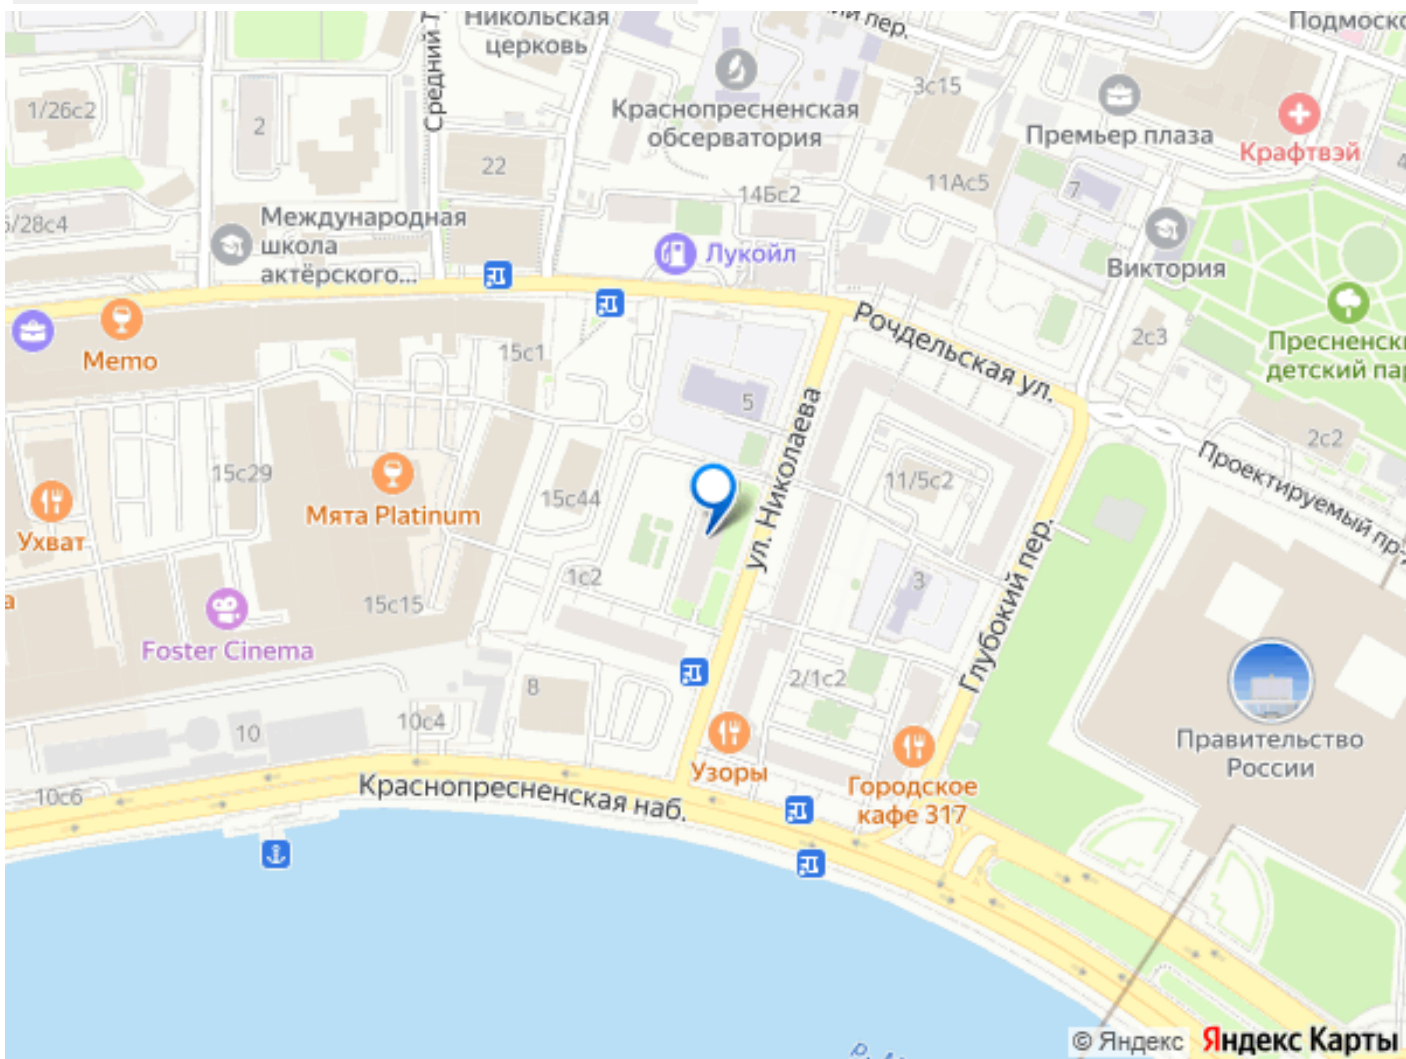 Никольская
церковь
пер.
Подмоско
1/26с2
2
Средний
Краснопресненская
обсерватория
3с15
Премьер плаза
Крафтвэй
22
14Бс2
11Ас5
7
4
/28с4
Международная
школа
актёрского...
Лукойл
Виктория
Memo
15с1
Рочдельская ул.
2с3
Пресненски
детский пар
5
ул. Николаева
15с29
Мята Platinum
15с44
11/5с2
2с2
Проектируемый пр-
Ухват
1с2
15с15
3
Глубокий пер.
а
Foster Cinema
8
2/1с2
10
10с4
Узоры
Правительство
России
10с6
Краснопресненская наб.
Городское
кафе 317
© Яндекс Яндекс Карты